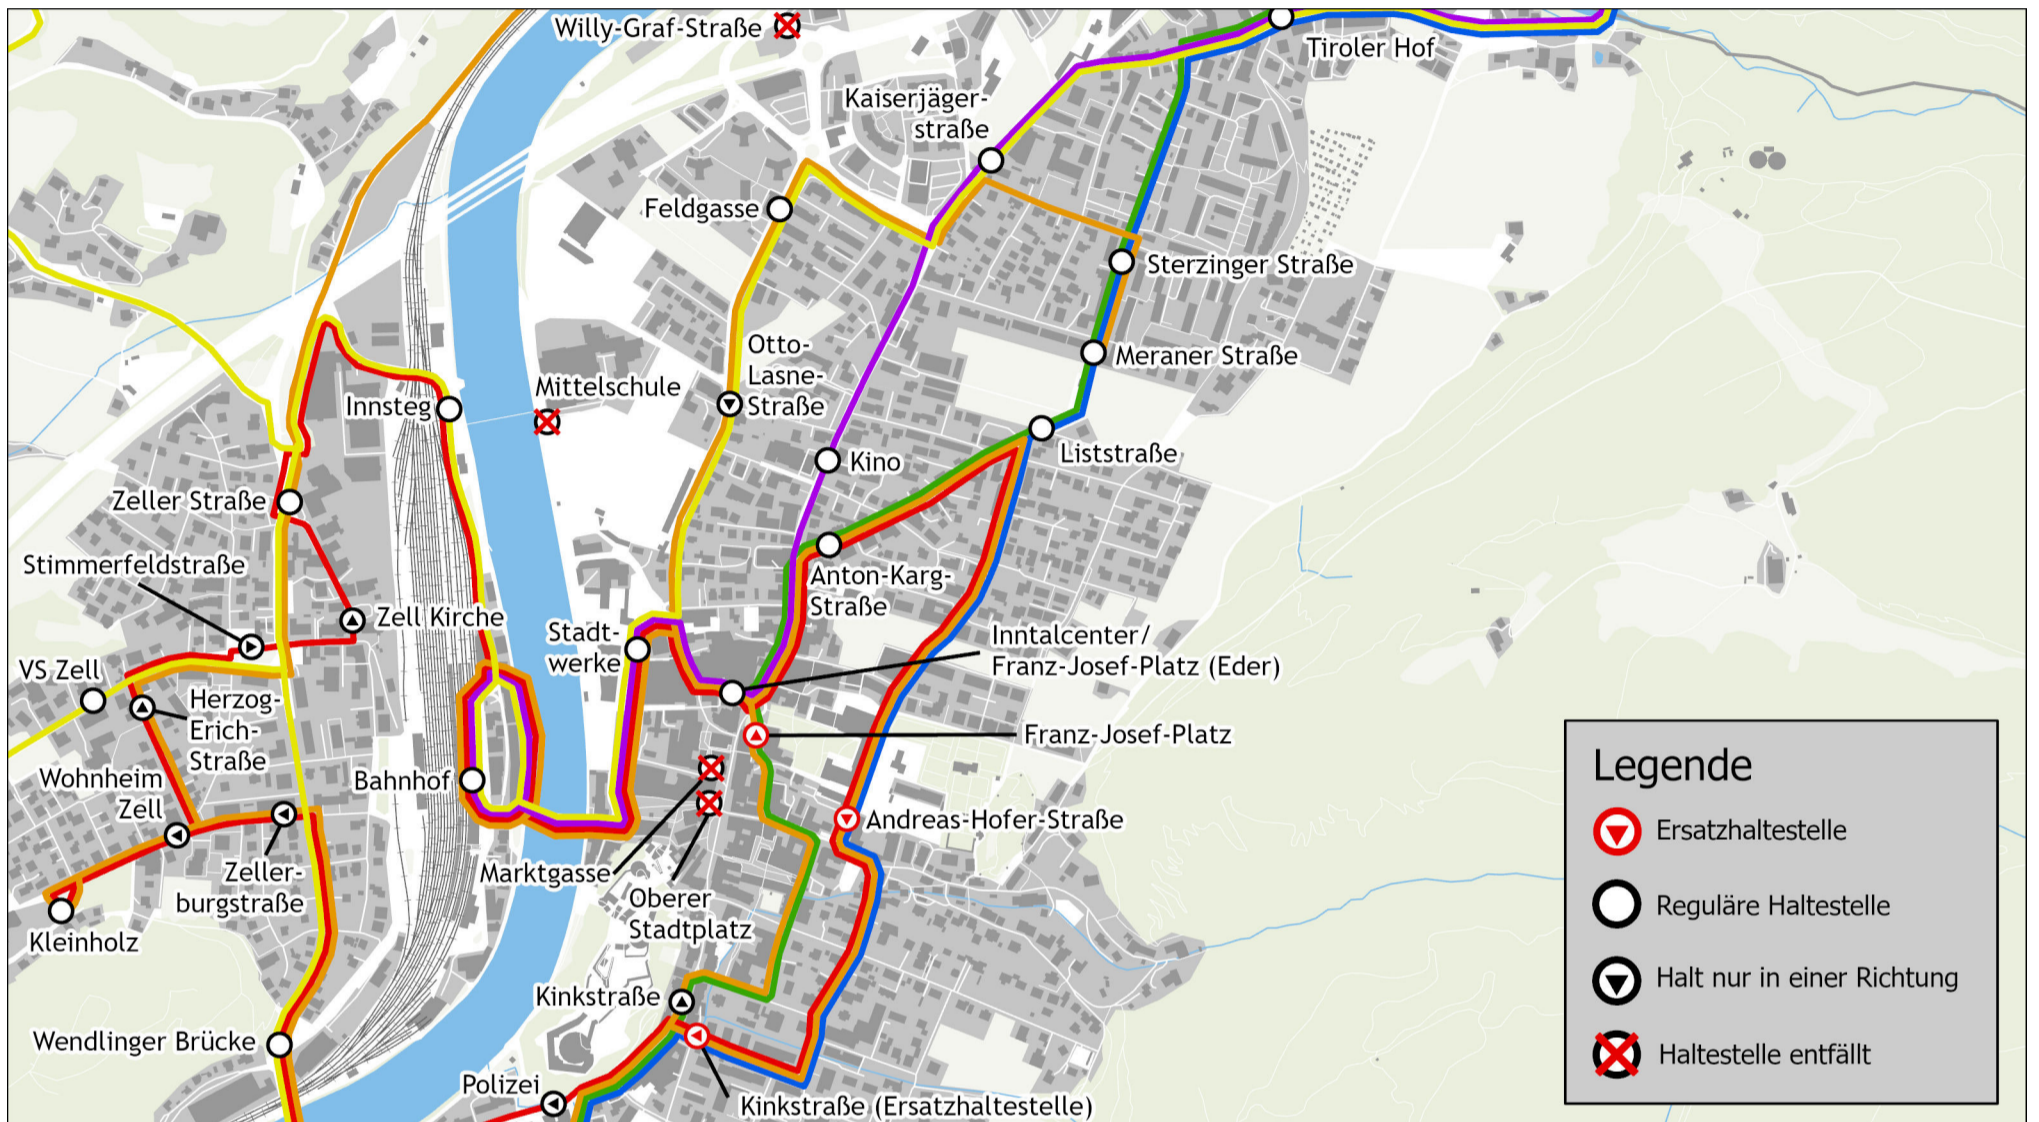 Willy-Graf-Straße
Tiroler Hof
Kaiserjäger-
straße
Feldgasse
Sterzinger Straße
Otto-
Lasne-
Straße
Meraner Straße
Mittelschule
Innsteg
Kino
Liststraße
Zeller Straße
Stimmerfeldstraße
Anton-Karg-
Straße
Zell Kirche
Stadt-
werke
Inntalcenter/
Franz-Josef-Platz (Eder)
VS Zell
Herzog-
Erich-
Straße
Franz-Josef-Platz
Wohnheim
Zell
Bahnhof
Andreas-Hofer-Straße
Marktgasse
Zeller-
burgstraße
Oberer
Stadtplatz
Kleinholz
Kinkstraße
Wendlinger Brücke
Polizei
Kinkstraße (Ersatzhaltestelle)
Legende
Ersatzhaltestelle
Reguläre Haltestelle
Halt nur in einer Richtung
Haltestelle entfällt